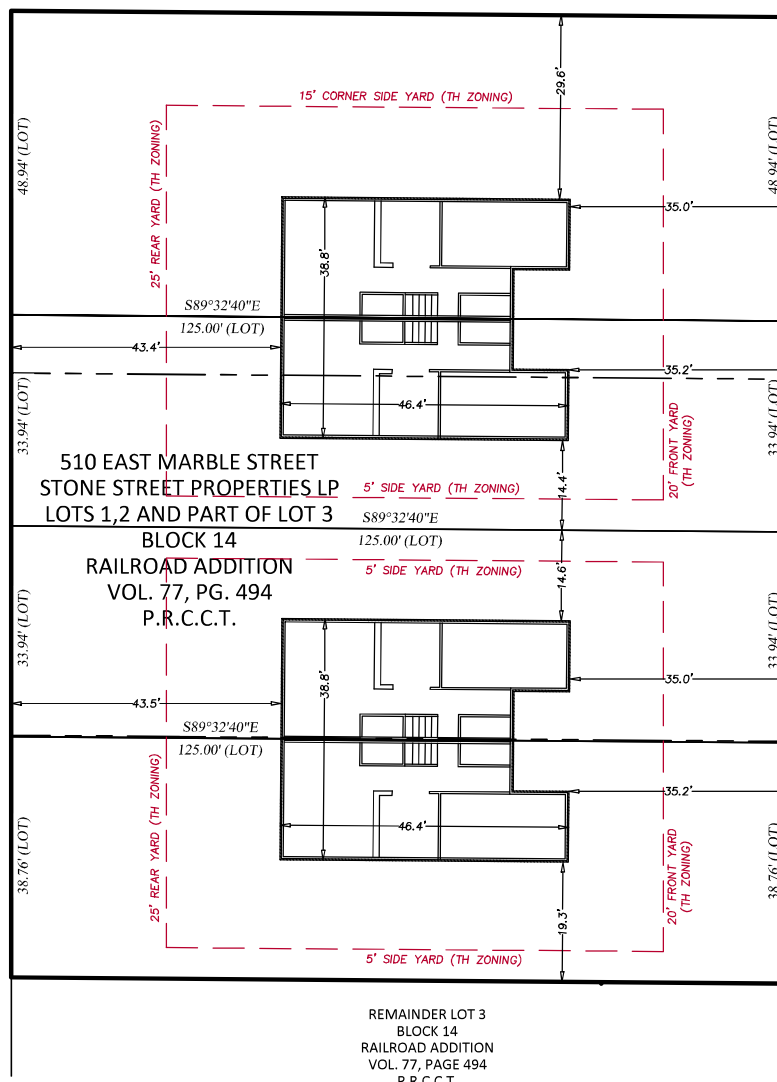 29.6'
15' CORNER SIDE YARD (TH ZONING)
48.94' (LOT)
48.94' (LOT)
25' REAR YARD (TH ZONING)
35.0'
38.8'
S89°32'40"E
125.00' (LOT)
43.4'
35.2'
33.94' (LOT)
33.94' (LOT)
46.4'
20' FRONT YARD
(TH ZONING)
510 EAST MARBLE STREET
STONE STREET PROPERTIES LP
LOTS 1,2 AND PART OF LOT 3
BLOCK 14
RAILROAD ADDITION
VOL. 77, PG. 494
P.R.C.C.T.
5' SIDE YARD (TH ZONING)
14.4'
S89°32'40"E
125.00' (LOT)
14.6'
5' SIDE YARD (TH ZONING)
33.94' (LOT)
33.94' (LOT)
38.8'
35.0'
43.5'
S89°32'40"E
125.00' (LOT)
35.2'
25' REAR YARD (TH ZONING)
46.4'
20' FRONT YARD
(TH ZONING)
38.76' (LOT)
38.76' (LOT)
19.3'
5' SIDE YARD (TH ZONING)
REMAINDER LOT 3
BLOCK 14
RAILROAD ADDITION
VOL. 77, PAGE 494
P.R.C.C.T.